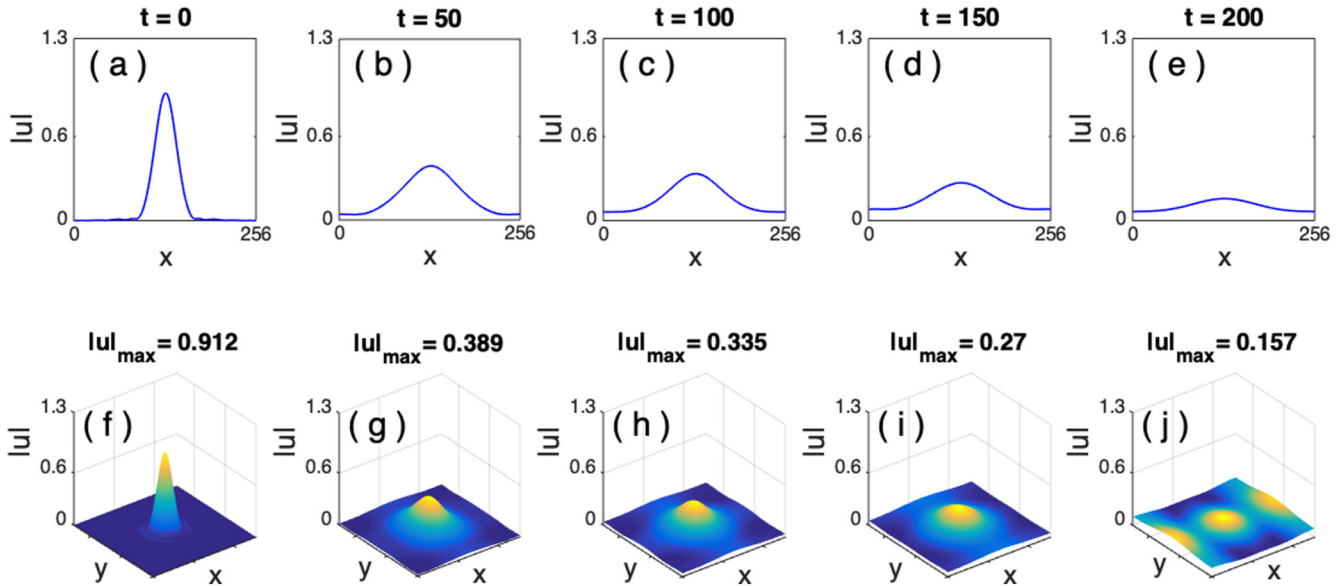 t = 0 t = 50 t = 100 t = 150 t = 200
1.3 1.3 1.3 1.3 1.3
( a ) ( b ) ( c ) ( d ) ( e )
|u| |u| |u| |u| |u|
0.6 0.6 0.6 0.6 0.6
0 0 0 0 0
0 256 0 256 0 256 0 256 0 256
x x x x x
|u|max = 0.912 |u|max = 0.389 |u|max = 0.335 |u|max = 0.27 |u|max = 0.157
1.3 1.3 1.3 1.3 1.3
( f ) ( g ) ( h ) ( i ) ( j )
|u| |u| |u| |u| |u|
0.6 0.6 0.6 0.6 0.6
0 0 0 0 0
y x y x y x y x y x